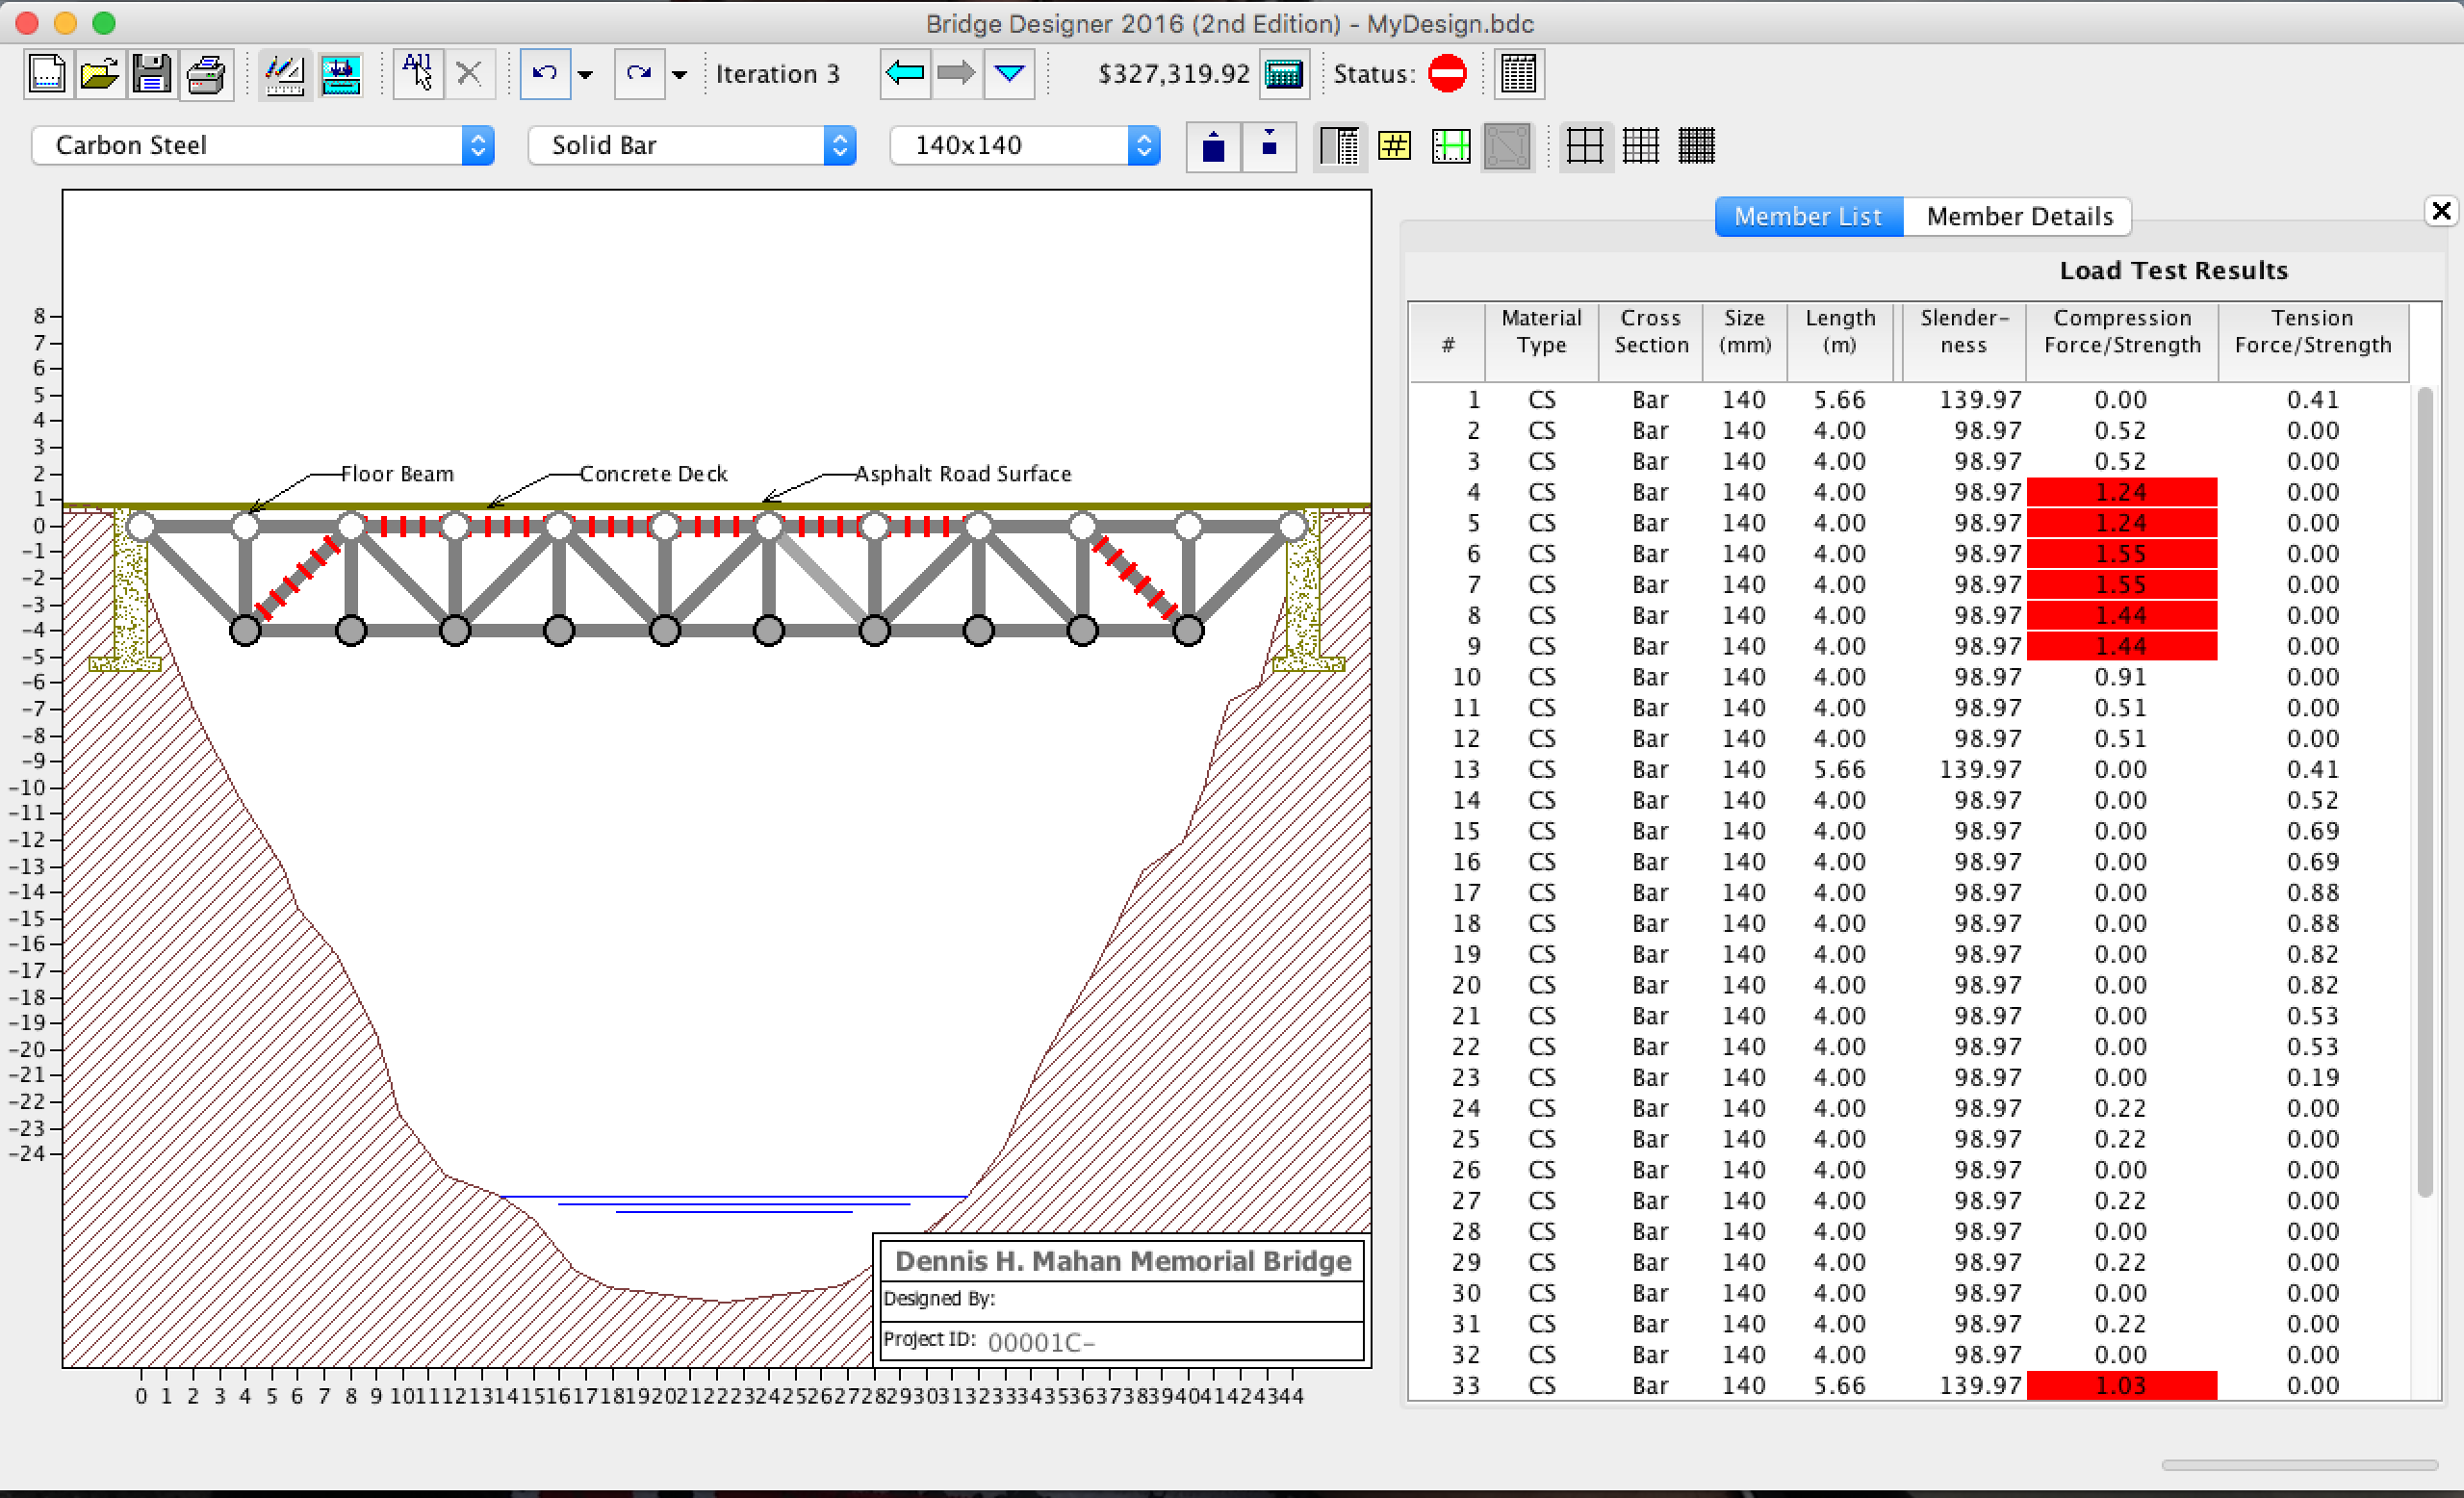 Bridge Designer 2016 (2nd Edition) - MyDesign.bdc
All Iteration 3 $327,319.92 Status:
Carbon Steel Solid Bar 140x140 #
Member List Member Details
Load Test Results
# Material Type Cross Section Size (mm) Length (m) Slender-ness Compression Force/Strength Tension Force/Strength
1 CS Bar 140 5.66 139.97 0.00 0.41
2 CS Bar 140 4.00 98.97 0.52 0.00
3 CS Bar 140 4.00 98.97 0.52 0.00
4 CS Bar 140 4.00 98.97 1.24 0.00
5 CS Bar 140 4.00 98.97 1.24 0.00
6 CS Bar 140 4.00 98.97 1.55 0.00
7 CS Bar 140 4.00 98.97 1.55 0.00
8 CS Bar 140 4.00 98.97 1.44 0.00
9 CS Bar 140 4.00 98.97 1.44 0.00
10 CS Bar 140 4.00 98.97 0.91 0.00
11 CS Bar 140 4.00 98.97 0.51 0.00
12 CS Bar 140 4.00 98.97 0.51 0.00
13 CS Bar 140 5.66 139.97 0.00 0.41
14 CS Bar 140 4.00 98.97 0.00 0.52
15 CS Bar 140 4.00 98.97 0.00 0.69
16 CS Bar 140 4.00 98.97 0.00 0.69
17 CS Bar 140 4.00 98.97 0.00 0.88
18 CS Bar 140 4.00 98.97 0.00 0.88
19 CS Bar 140 4.00 98.97 0.00 0.82
20 CS Bar 140 4.00 98.97 0.00 0.82
21 CS Bar 140 4.00 98.97 0.00 0.53
22 CS Bar 140 4.00 98.97 0.00 0.53
23 CS Bar 140 4.00 98.97 0.00 0.19
24 CS Bar 140 4.00 98.97 0.22 0.00
25 CS Bar 140 4.00 98.97 0.22 0.00
26 CS Bar 140 4.00 98.97 0.00 0.00
27 CS Bar 140 4.00 98.97 0.22 0.00
28 CS Bar 140 4.00 98.97 0.00 0.00
29 CS Bar 140 4.00 98.97 0.22 0.00
30 CS Bar 140 4.00 98.97 0.00 0.00
31 CS Bar 140 4.00 98.97 0.22 0.00
32 CS Bar 140 4.00 98.97 0.00 0.00
33 CS Bar 140 5.66 139.97 1.03 0.00
8
7
6
5
4
3
2
1
0
-1
-2
-3
-4
-5
-6
-7
-8
-9
-10
-11
-12
-13
-14
-15
-16
-17
-18
-19
-20
-21
-22
-23
-24
Floor Beam Concrete Deck Asphalt Road Surface
Dennis H. Mahan Memorial Bridge
Designed By:
Project ID: 00001C-
0 1 2 3 4 5 6 7 8 9 10 11 12 13 14 15 16 17 18 19 20 21 22 23 24 25 26 27 28 29 30 31 32 33 34 35 36 37 38 39 40 41 42 43 44